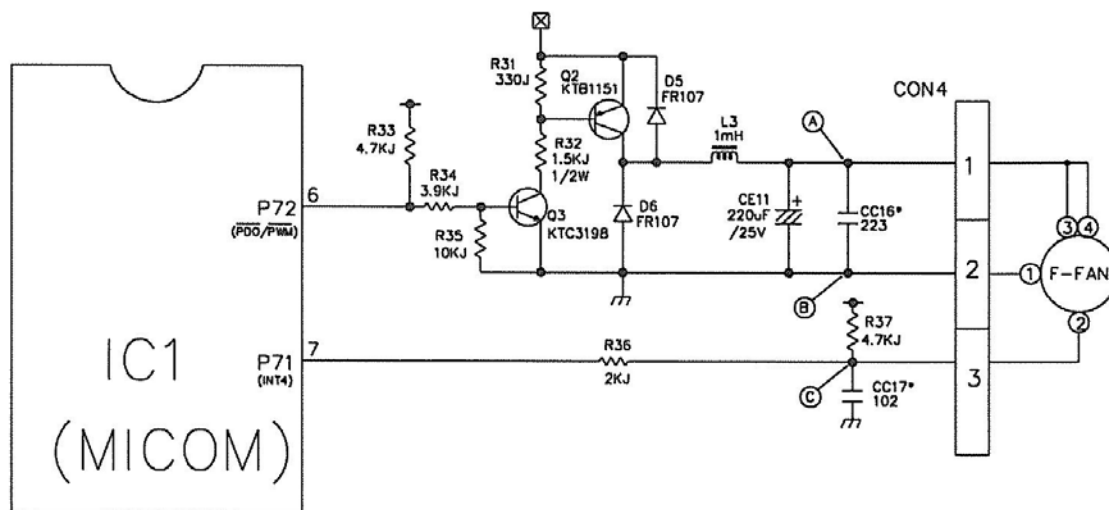 R31
330J
Q2
KTB1151
D5
FR107
CON4
R33
4.7KJ
L3
1mH
A
R32
1.5KJ
1/2W
1
R34
3.9KJ
6
P72
(PDO/PWM)
Q3
KTC3198
D6
FR107
CE11
220uF
/25V
+
CC16*
223
3
4
R35
10KJ
2
1
F-FAN
B
2
R37
4.7KJ
7
P71
(INT4)
R36
2KJ
3
C
CC17*
102
IC1
(MICOM)